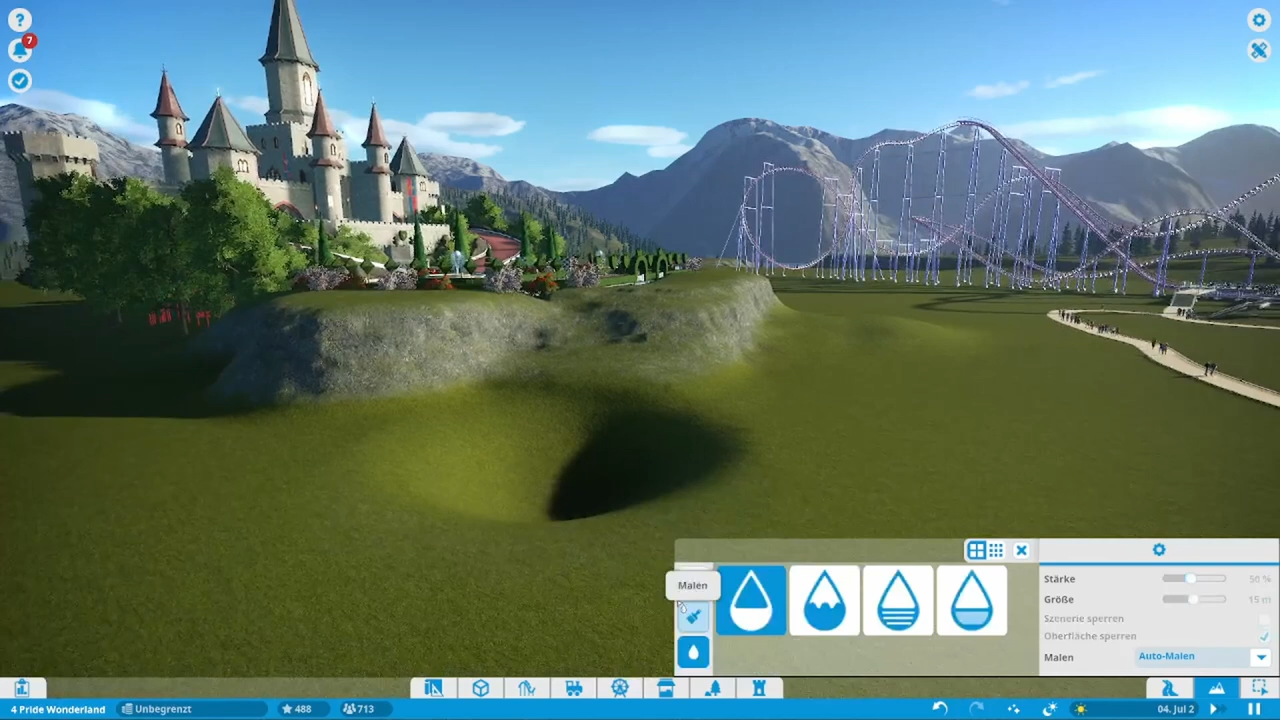 ?
7
Malen
Stärke 50 %
Größe 15 m
Szenerie sperren
Oberfläche sperren
Malen Auto-Malen
4 Pride Wonderland Unbegrenzt 488 713 04. Jul 2